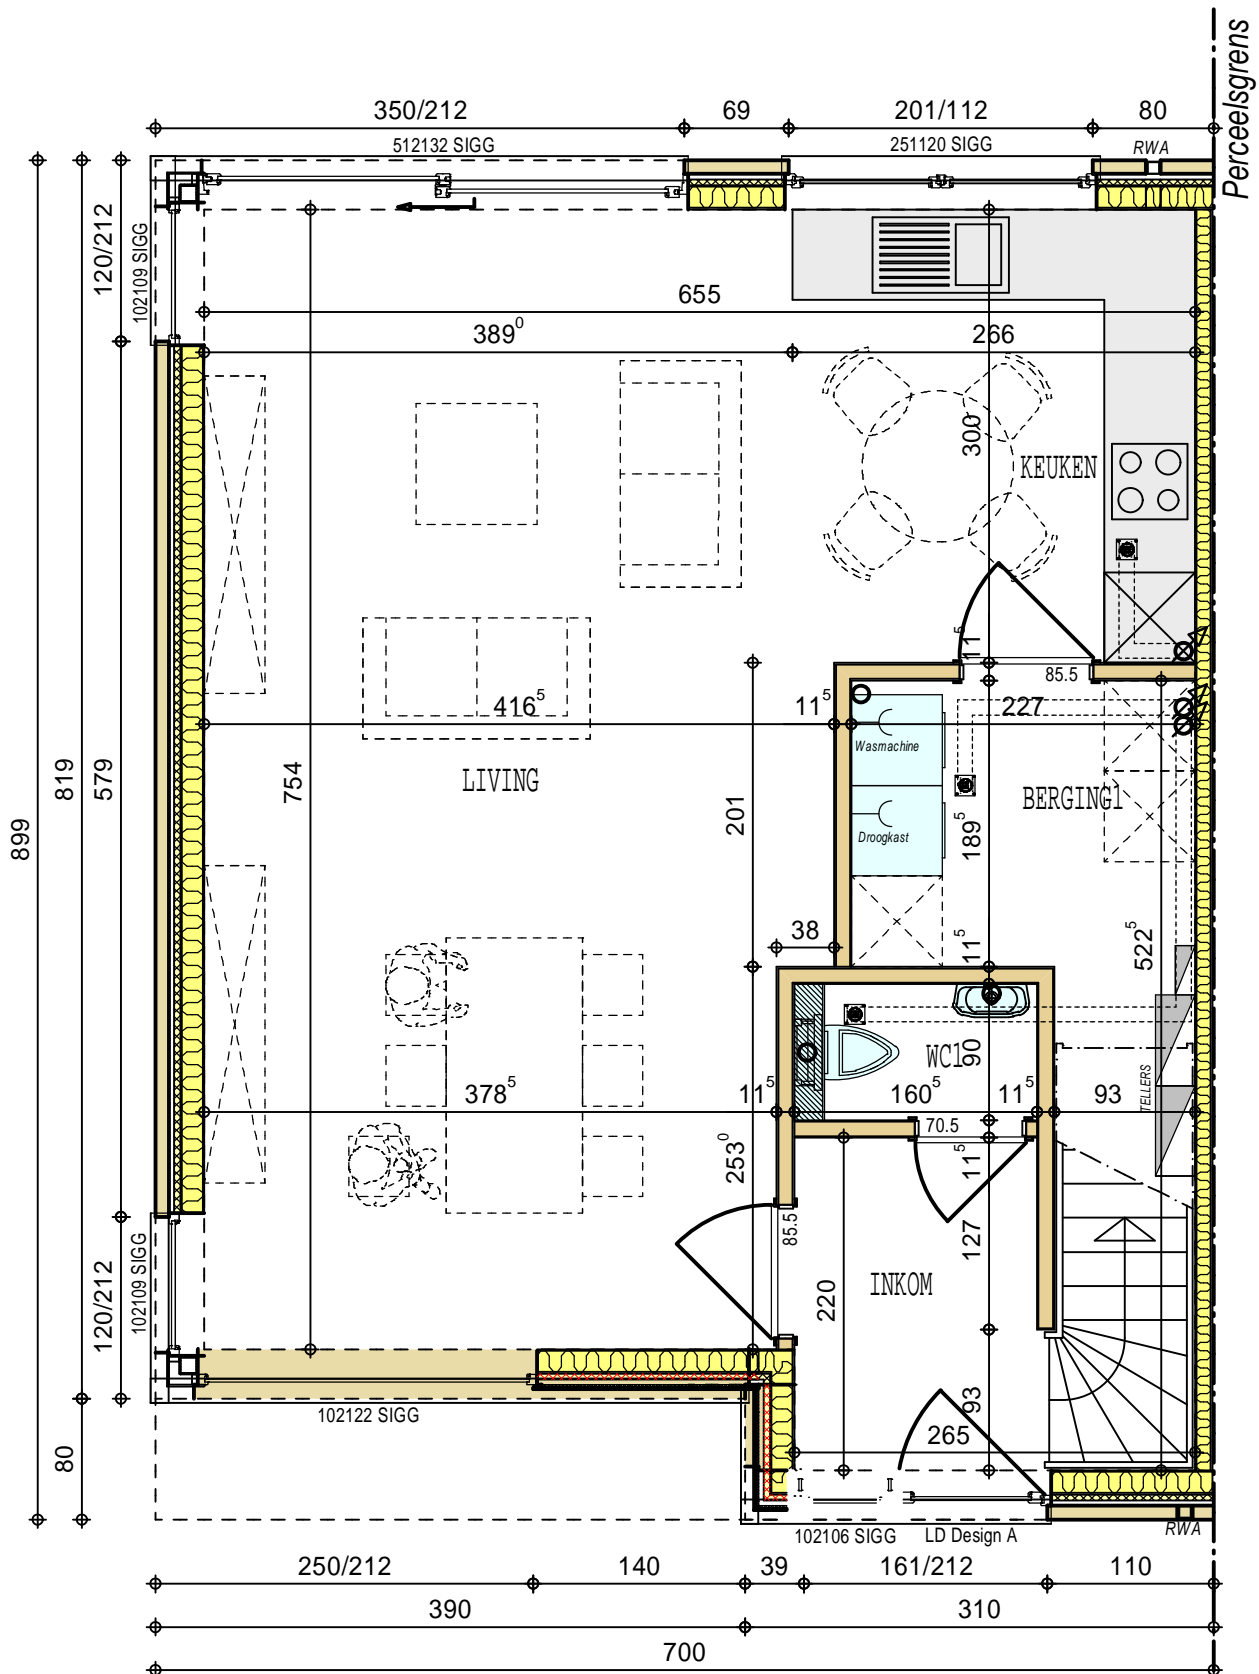 Perceelsgrens
350/212 69 201/112 80
512132 SIGG 251120 SIGG RWA
120/212
102109 SIGG
655
389⁰ 266
300
KEUKEN
11⁵
85.5
416⁵ 11⁵ 227
Wasmachine
LIVING
BERGING1
754
899
819
579
201
189⁵
Droogkast
38
11⁵
522⁵
WC1
90
TELLERS
378⁵ 11⁵ 160⁵ 11⁵ 93
70.5
253⁰
11⁵
85.5
127
INKOM
220
120/212
102109 SIGG
93
265
102122 SIGG
80
102106 SIGG LD Design A
RWA
250/212 140 39 161/212 110
390 310
700